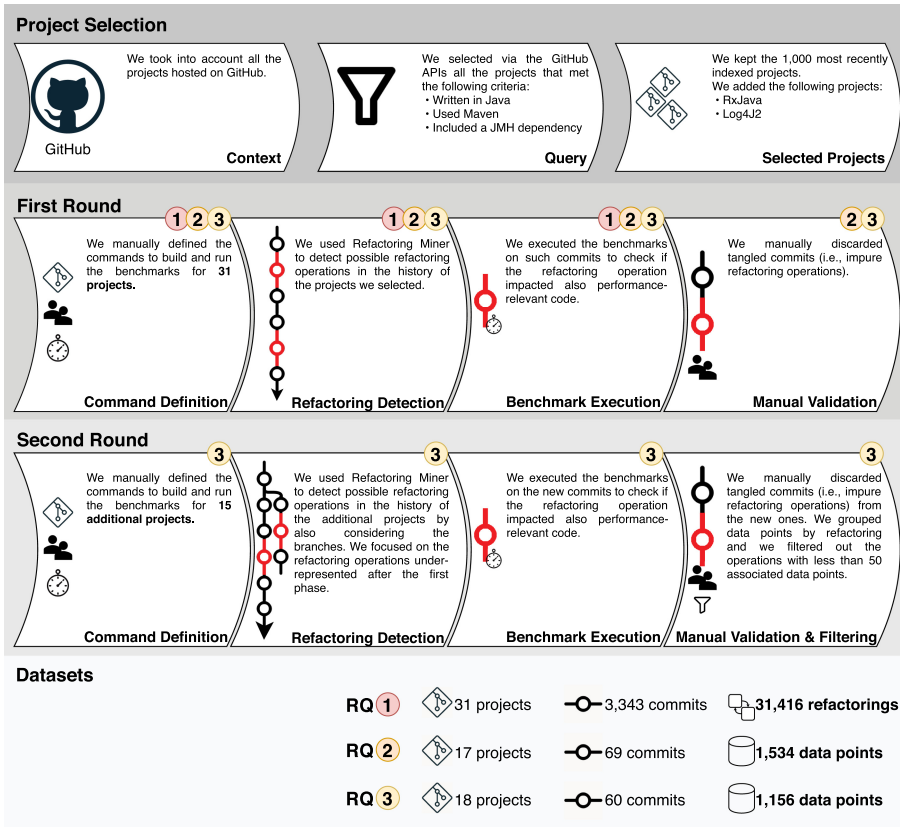 Project Selection
We took into account all the
projects hosted on GitHub.
GitHub
Context
We selected via the GitHub
APIs all the projects that met
the following criteria:
• Written in Java
• Used Maven
• Included a JMH dependency
Query
We kept the 1,000 most recently
indexed projects.
We added the following projects:
• RxJava
• Log4J2
Selected Projects
First Round
1 2 3
We manually defined the
commands to build and run
the benchmarks for 31
projects.
Command Definition
1 2 3
We used Refactoring Miner
to detect possible refactoring
operations in the history of
the projects we selected.
Refactoring Detection
1 2 3
We executed the benchmarks
on such commits to check if
the refactoring operation
impacted also performance-
relevant code.
Benchmark Execution
2 3
We manually discarded
tangled commits (i.e., impure
refactoring operations).
Manual Validation
Second Round
3
We manually defined the
commands to build and run
the benchmarks for 15
additional projects.
Command Definition
3
We used Refactoring Miner
to detect possible refactoring
operations in the history of
the additional projects by
also considering the
branches. We focused on the
refactoring operations under-
represented after the first
phase.
Refactoring Detection
3
We executed the benchmarks
on the new commits to check if
the refactoring operation
impacted also performance-
relevant code.
Benchmark Execution
3
We manually discarded
tangled commits (i.e., impure
refactoring operations) from
the new ones. We grouped
data points by refactoring
and we filtered out the
operations with less than 50
associated data points.
Manual Validation & Filtering
Datasets
RQ 1 31 projects 3,343 commits 31,416 refactorings
RQ 2 17 projects 69 commits 1,534 data points
RQ 3 18 projects 60 commits 1,156 data points